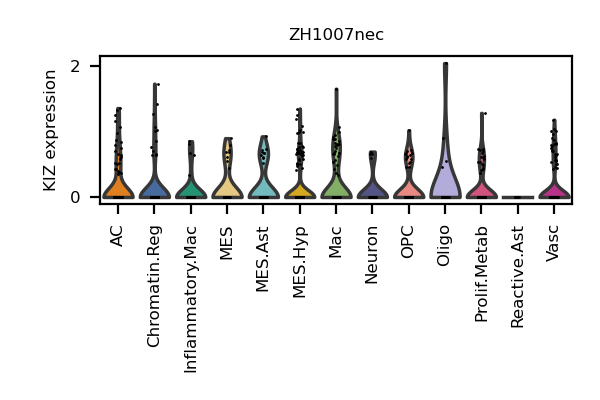 ZH1007nec
KIZ expression
2
0
AC
Chromatin.Reg
Inflammatory.Mac
MES
MES.Ast
MES.Hyp
Mac
Neuron
OPC
Oligo
Prolif.Metab
Reactive.Ast
Vasc